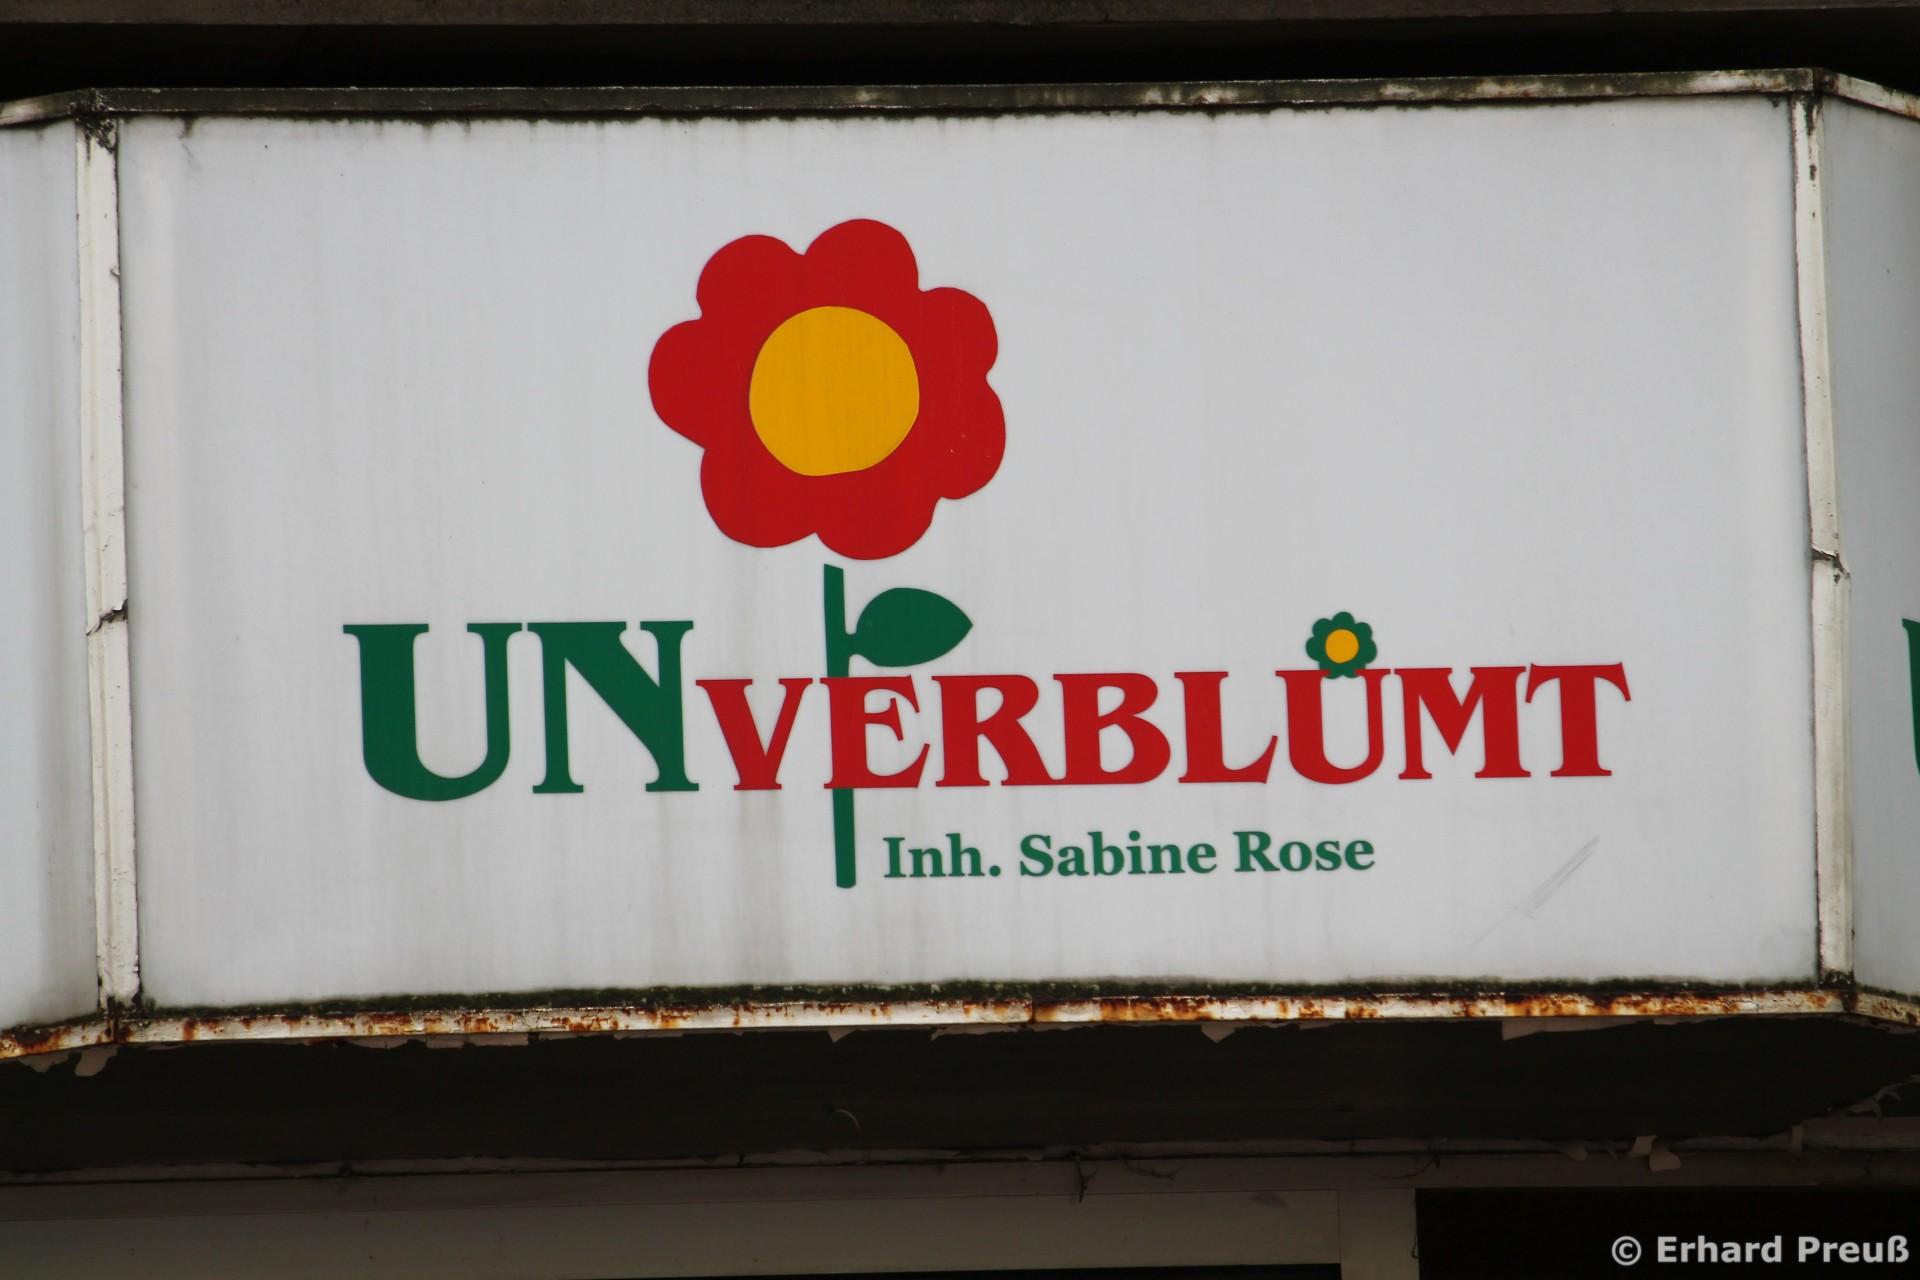 UNVERBLÜMT
Inh. Sabine Rose
© Erhard Preuß